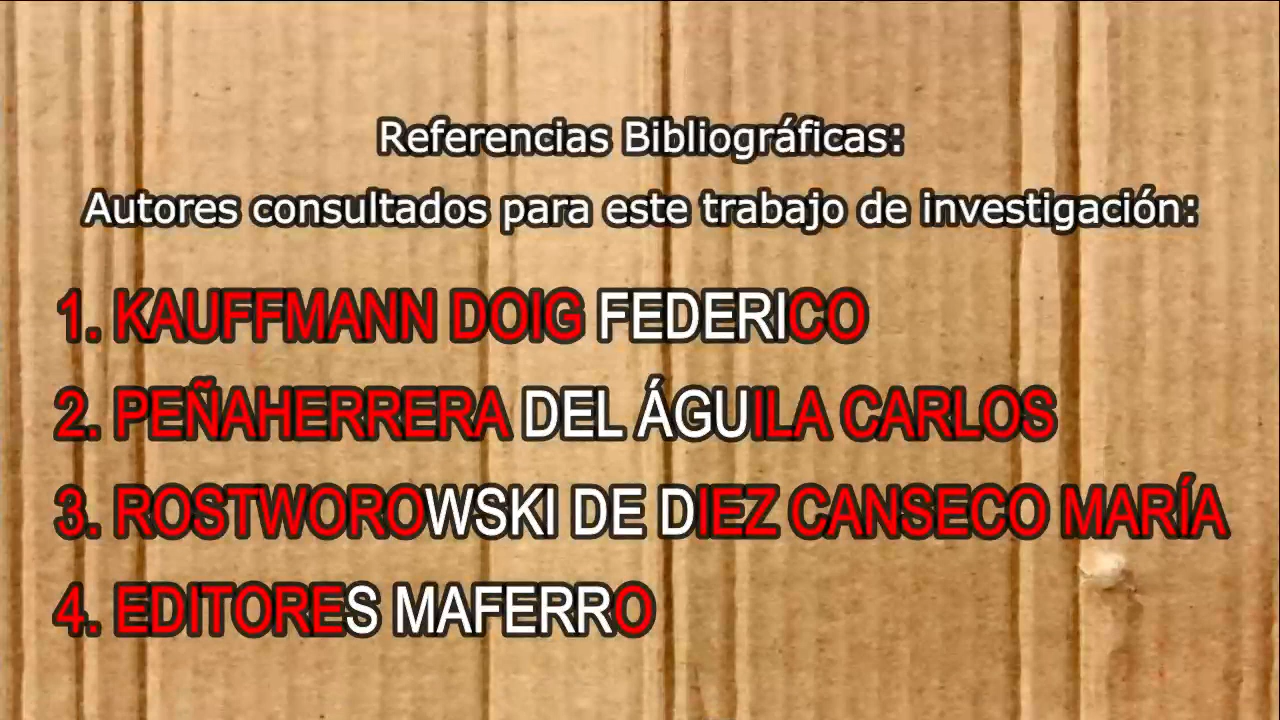 Referencias Bibliográficas:
Autores consultados para este trabajo de investigación:
1. KAUFFMANN DOIG FEDERICO
2. PEÑAHERRERA DEL ÁGUILA CARLOS
3. ROSTWOROWSKI DE DIEZ CANSECO MARÍA
4. EDITORES MAFERRO